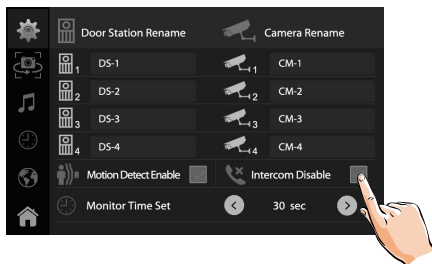 Door Station Rename Camera Rename
1 DS-1 1 CM-1
2 DS-2 2 CM-2
3 DS-3 3 CM-3
4 DS-4 4 CM-4
Motion Detect Enable Intercom Disable
Monitor Time Set < 30 sec >